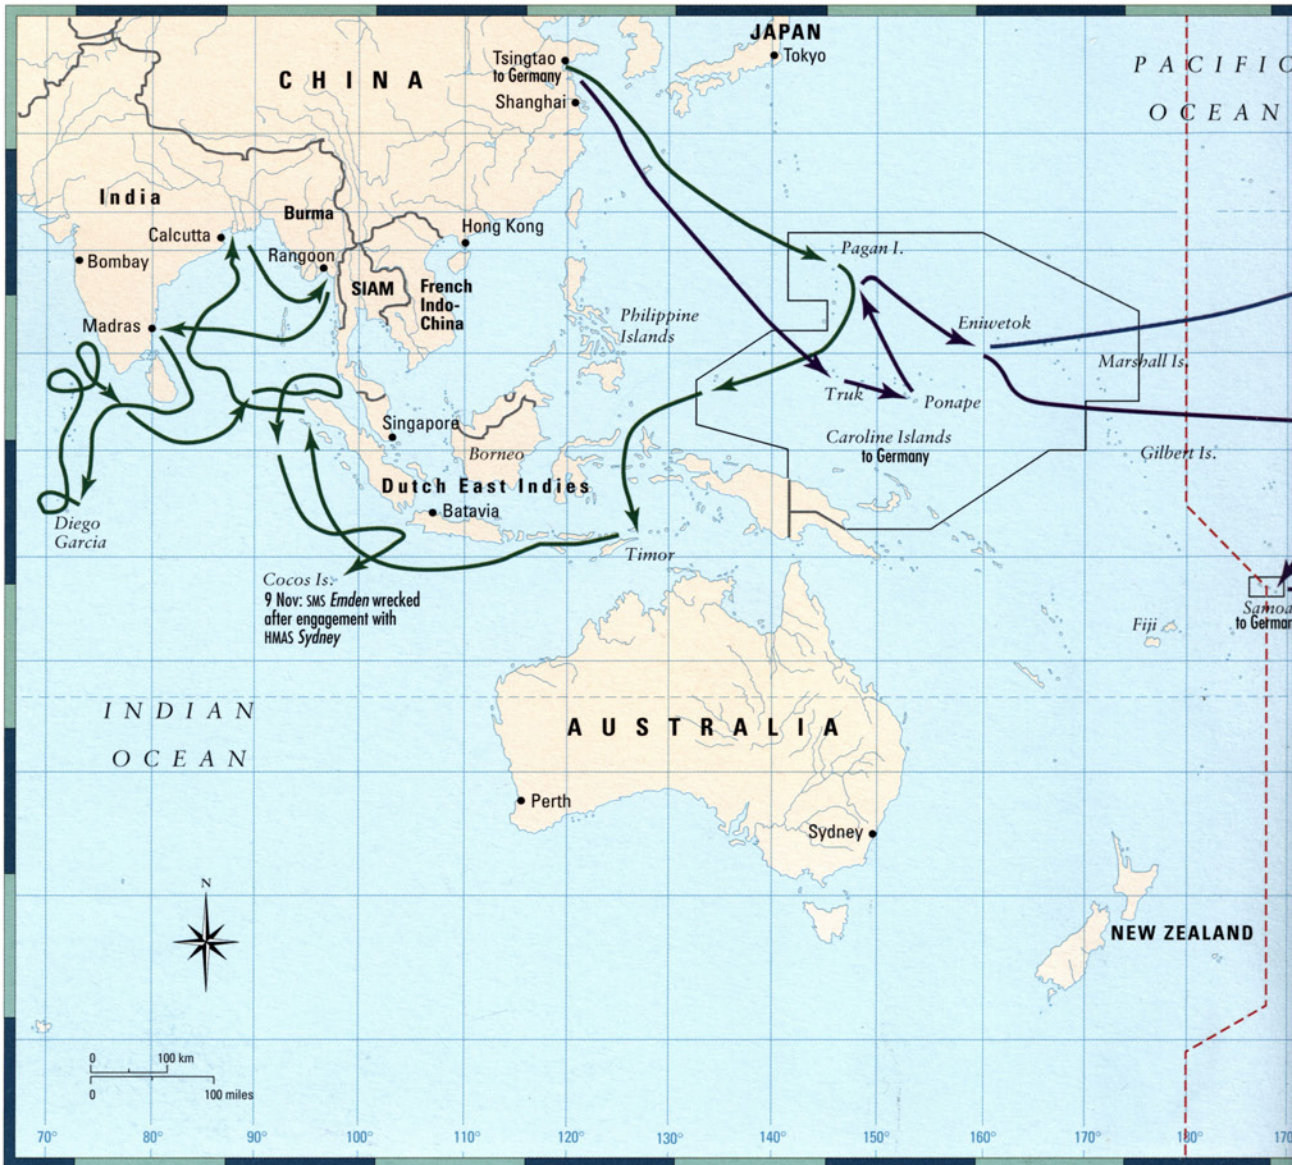 JAPAN
Tokyo
Tsingtao
to Germany
CHINA
Shanghai
PACIFIC
OCEAN
India
Burma
Calcutta
Hong Kong
Bombay
Rangoon
SIAM
French
Indo-
China
Pagan I.
Madras
Philippine
Islands
Eniwetok
Marshall Is.
Truk
Ponape
Singapore
Borneo
Caroline Islands
to Germany
Gilbert Is.
Dutch East Indies
Batavia
Diego
Garcia
Timor
Cocos Is.
9 Nov: SMS Emden wrecked
after engagement with
HMAS Sydney
Samoa
to German
Fiji
INDIAN
OCEAN
AUSTRALIA
Perth
Sydney
N
NEW ZEALAND
0 100 km
0 100 miles
70° 80° 90° 100° 110° 120° 130° 140° 150° 160° 170° 180° 170°